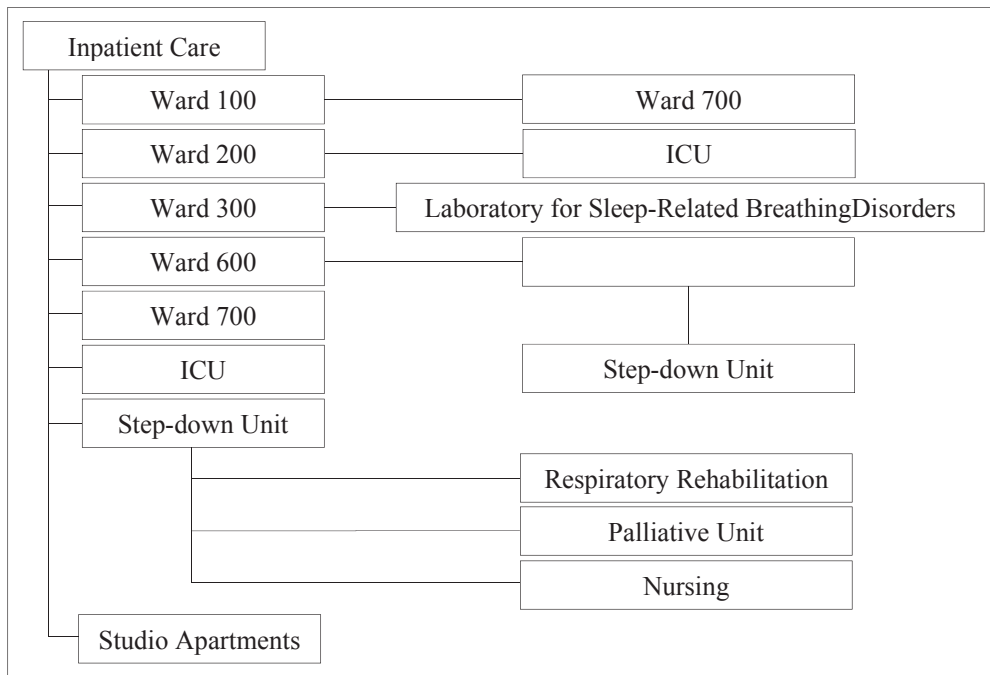 Inpatient Care
Ward 100
Ward 700
Ward 200
ICU
Ward 300
Laboratory for Sleep-Related BreathingDisorders
Ward 600
Ward 700
ICU
Step-down Unit
Step-down Unit
Respiratory Rehabilitation
Palliative Unit
Nursing
Studio Apartments